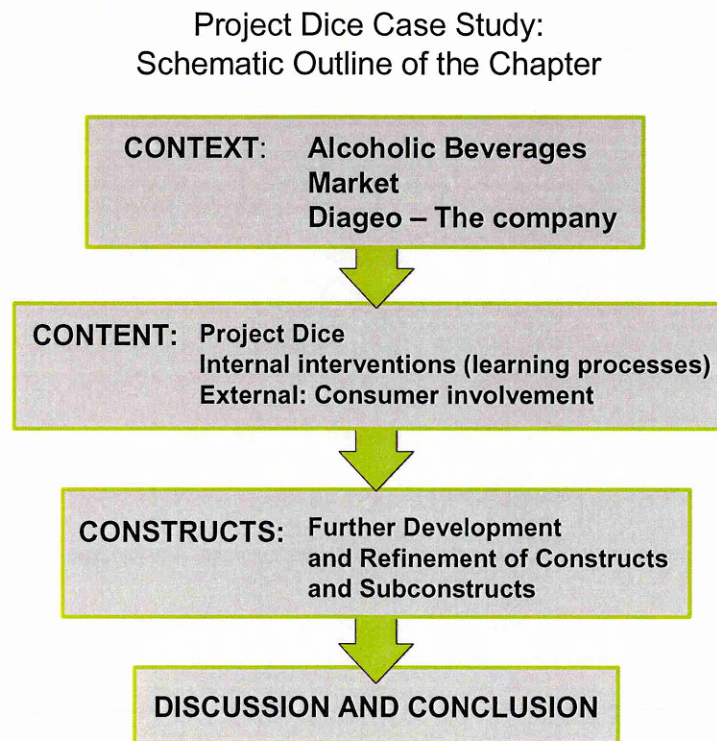 Project Dice Case Study:
Schematic Outline of the Chapter
CONTEXT: Alcoholic Beverages
Market
Diageo – The company
CONTENT: Project Dice
Internal interventions (learning processes)
External: Consumer involvement
CONSTRUCTS: Further Development
and Refinement of Constructs
and Subconstructs
DISCUSSION AND CONCLUSION